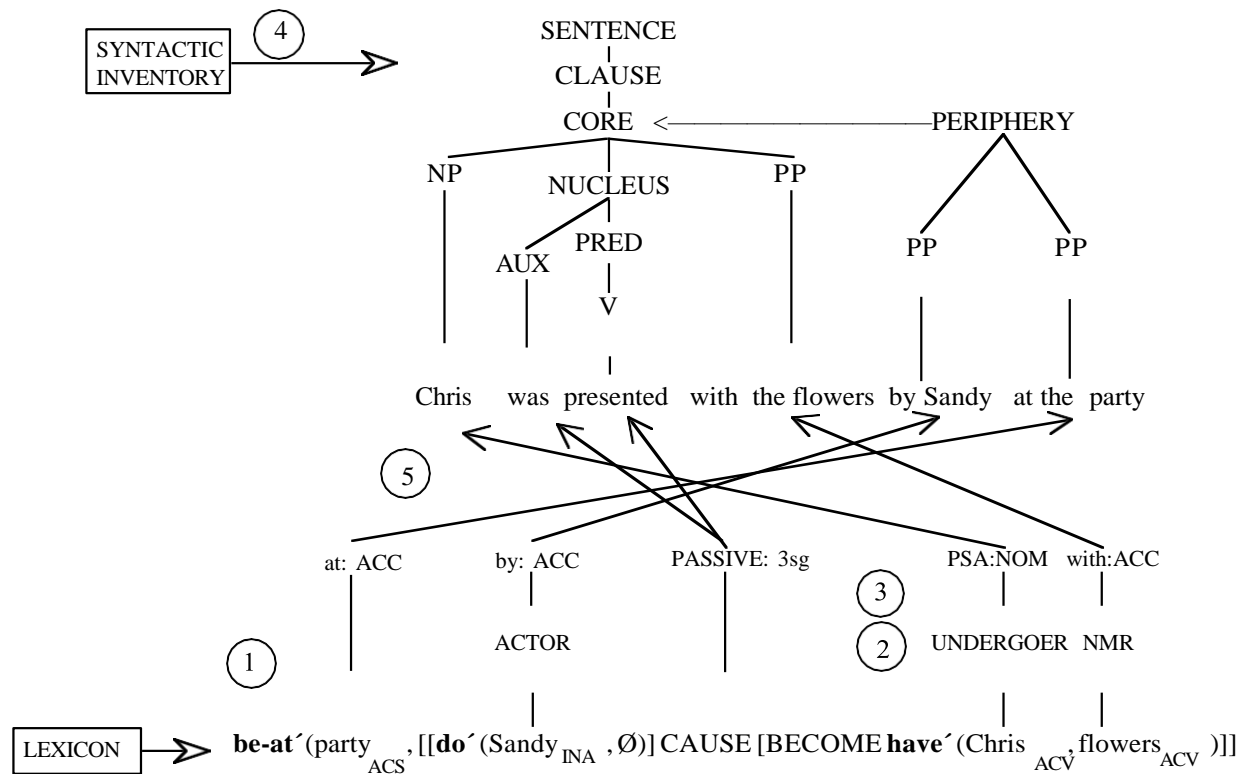 SENTENCE
4
SYNTACTIC
INVENTORY
CLAUSE
CORE
PERIPHERY
NP
NUCLEUS
PP
PRED
PP
PP
AUX
V
Chris was presented with the flowers by Sandy at the party
5
at: ACC by: ACC PASSIVE: 3sg PSA:NOM with:ACC
3
ACTOR
2
UNDERGOER NMR
1
LEXICON
be-at´(party ACS, [[do´(Sandy INA, Ø)] CAUSE [BECOME have´(Chris ACV, flowers ACV)]]